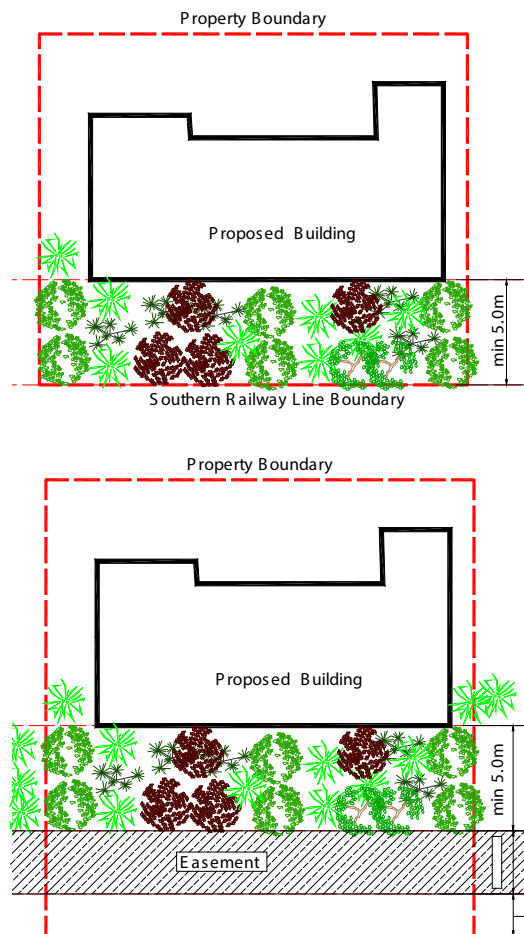 Property Boundary
Proposed Building
min 5.0m
Southern Railway Line Boundary
Property Boundary
Proposed Building
min 5.0m
Easement